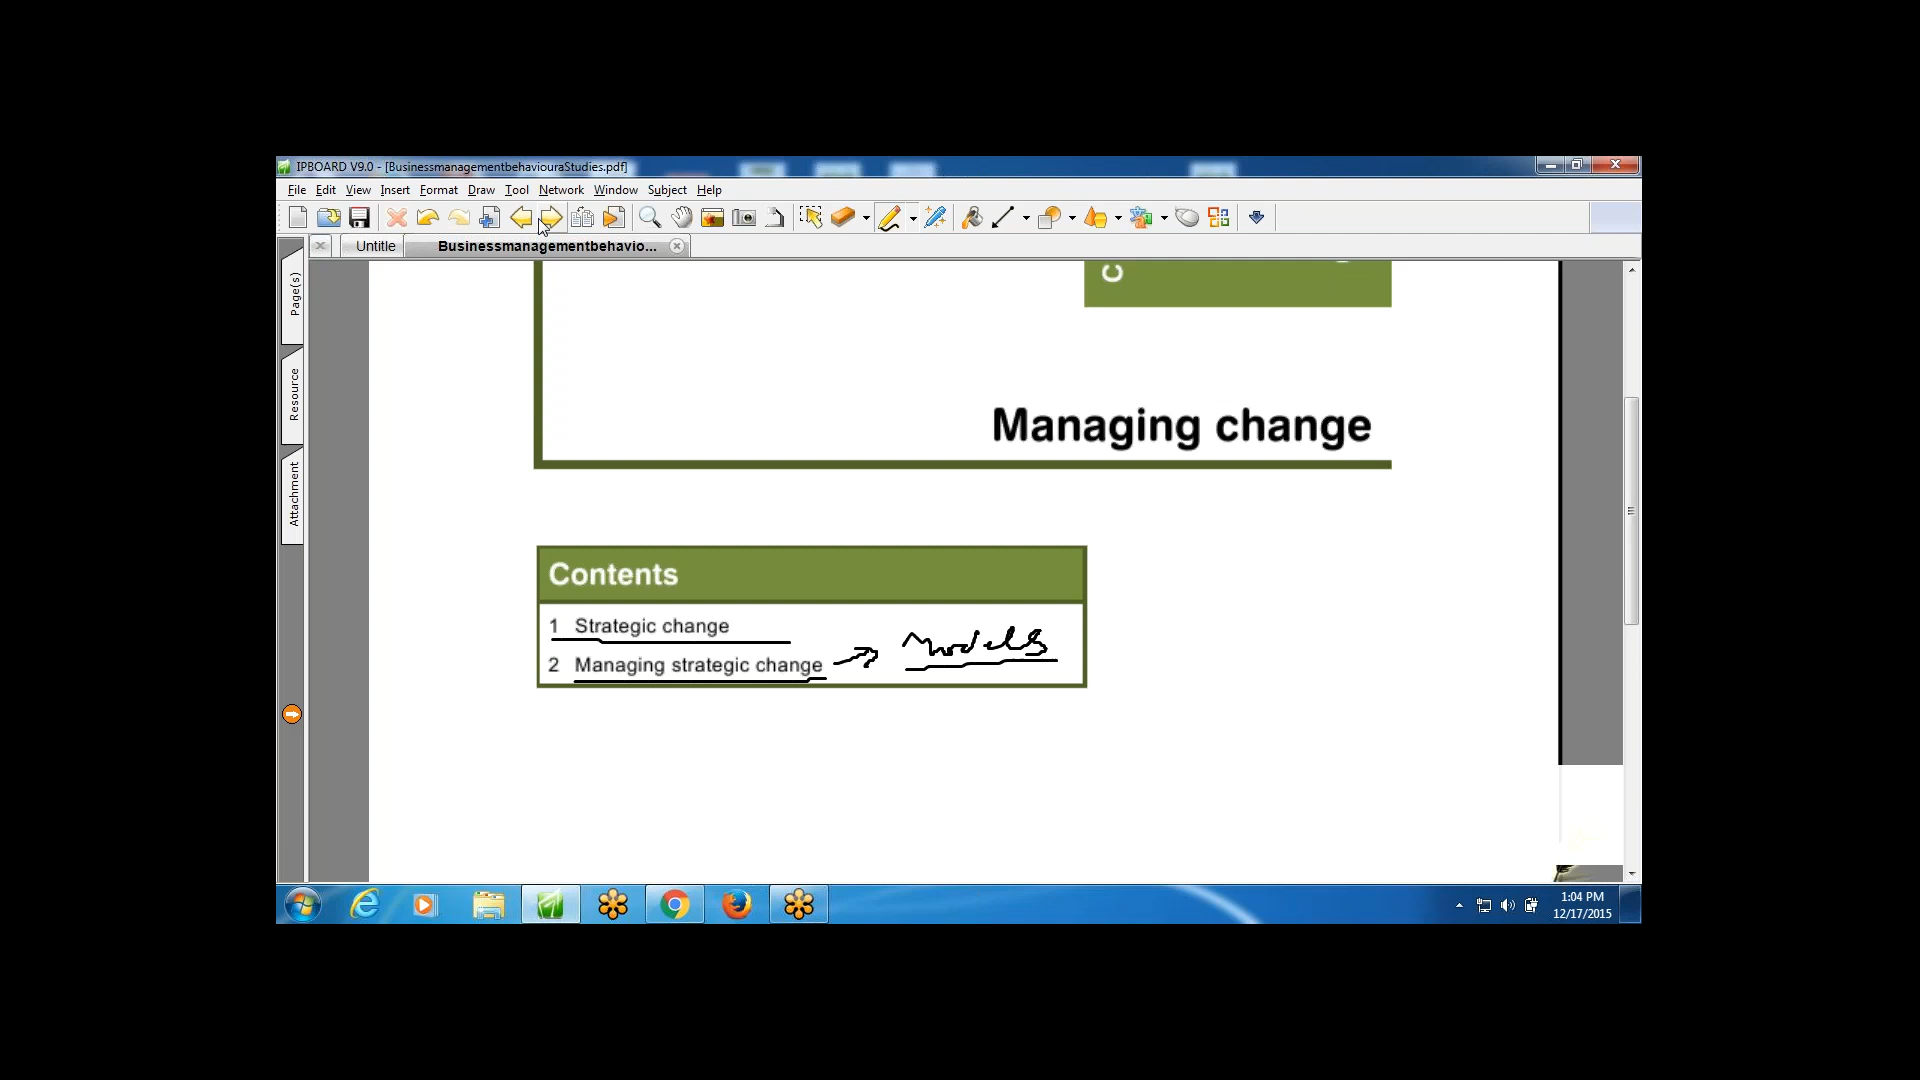 IPBOARD V9.0 - [BusinessmanagementbehaviouraStudies.pdf]
File Edit View Insert Format Draw Tool Network Window Subject Help
Untitle Businessmanagementbehavio...
Page(s)
Resource
Attachment
C
Managing change
Contents
1 Strategic change
2 Managing strategic change
Models
1:04 PM
12/17/2015